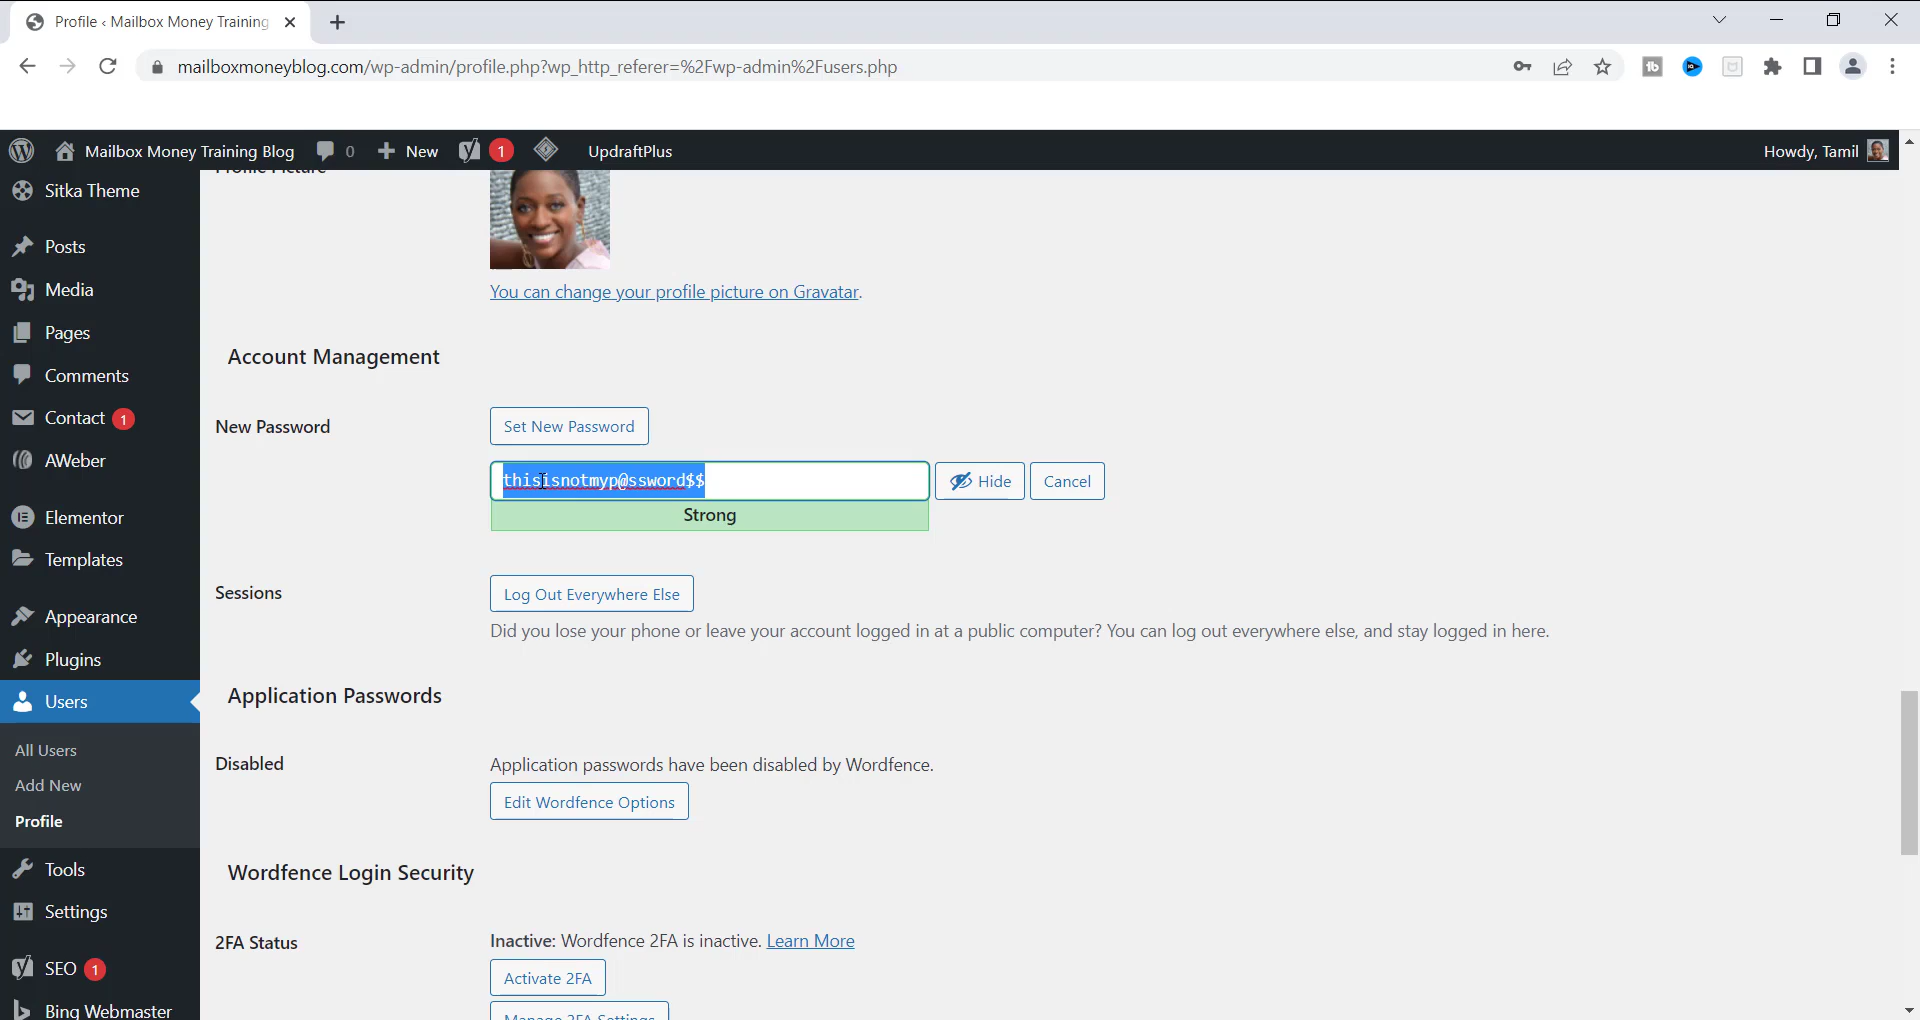 Profile ‹ Mailbox Money Training
mailboxmoneyblog.com/wp-admin/profile.php?wp_http_referer=%2Fwp-admin%2Fusers.php
Mailbox Money Training Blog 0 New 1 UpdraftPlus Howdy, Tamil
Sitka Theme
Posts
Media
Pages
Comments
Contact 1
AWeber
Elementor
Templates
Appearance
Plugins
Users
All Users
Add New
Profile
Tools
Settings
SEO 1
Bing Webmaster
Profile Picture
You can change your profile picture on Gravatar.
Account Management
New Password
Set New Password
thisisnotmyp@ssword$$
Hide
Cancel
Strong
Sessions
Log Out Everywhere Else
Did you lose your phone or leave your account logged in at a public computer? You can log out everywhere else, and stay logged in here.
Application Passwords
Disabled
Application passwords have been disabled by Wordfence.
Edit Wordfence Options
Wordfence Login Security
2FA Status
Inactive: Wordfence 2FA is inactive. Learn More
Activate 2FA
Manage 2FA Settings